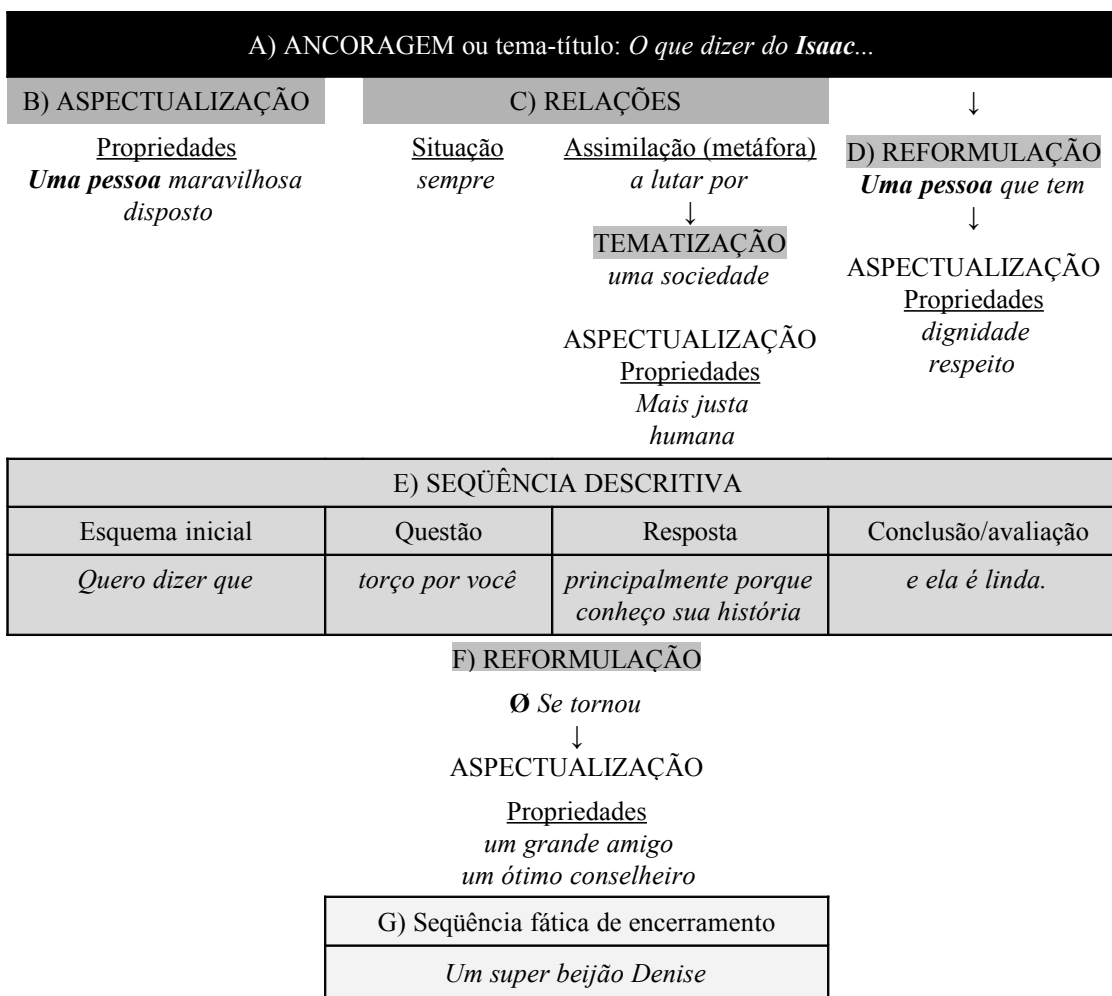 A) ANCORAGEM ou tema-título: O que dizer do Isaac...
B) ASPECTUALIZAÇÃO
Propriedades
Uma pessoa maravilhosa
disposto
C) RELAÇÕES
Situação
sempre
Assimilação (metáfora)
a lutar por
↓
TEMATIZAÇÃO
uma sociedade
ASPECTUALIZAÇÃO
Propriedades
Mais justa
humana
↓
D) REFORMULAÇÃO
Uma pessoa que tem
↓
ASPECTUALIZAÇÃO
Propriedades
dignidade
respeito
E) SEQÜÊNCIA DESCRITIVA
Esquema inicial
Questão
Resposta
Conclusão/avaliação
Quero dizer que
torço por você
principalmente porque
conheço sua história
e ela é linda.
F) REFORMULAÇÃO
Ø Se tornou
↓
ASPECTUALIZAÇÃO
Propriedades
um grande amigo
um ótimo conselheiro
G) Seqüência fática de encerramento
Um super beijão Denise